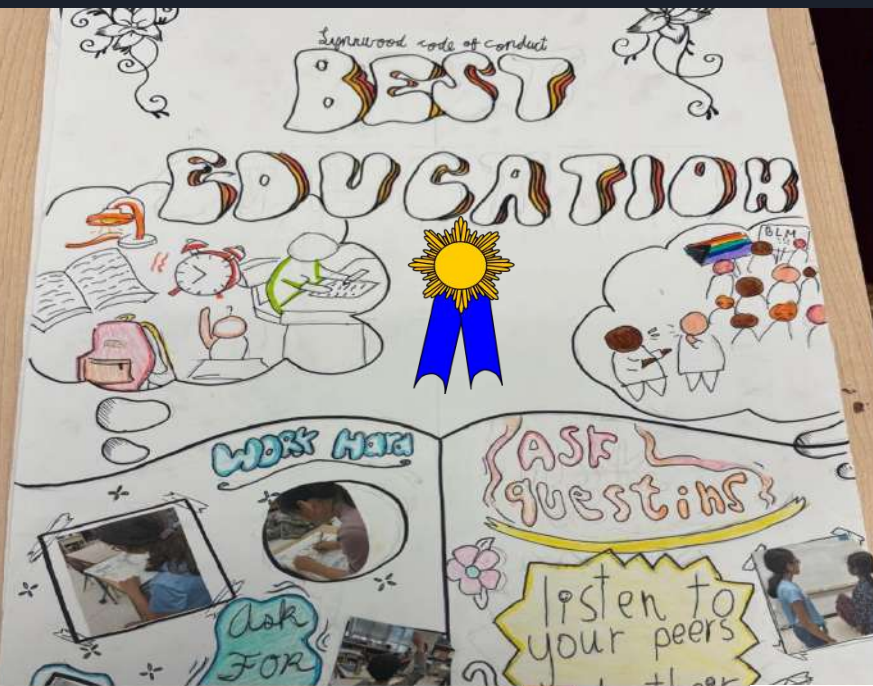 Lynnwood code of conduct
BEST
EDUCATION
BLM
WORK HARD
ASK
questins
listen to
your peers
ask
FOR